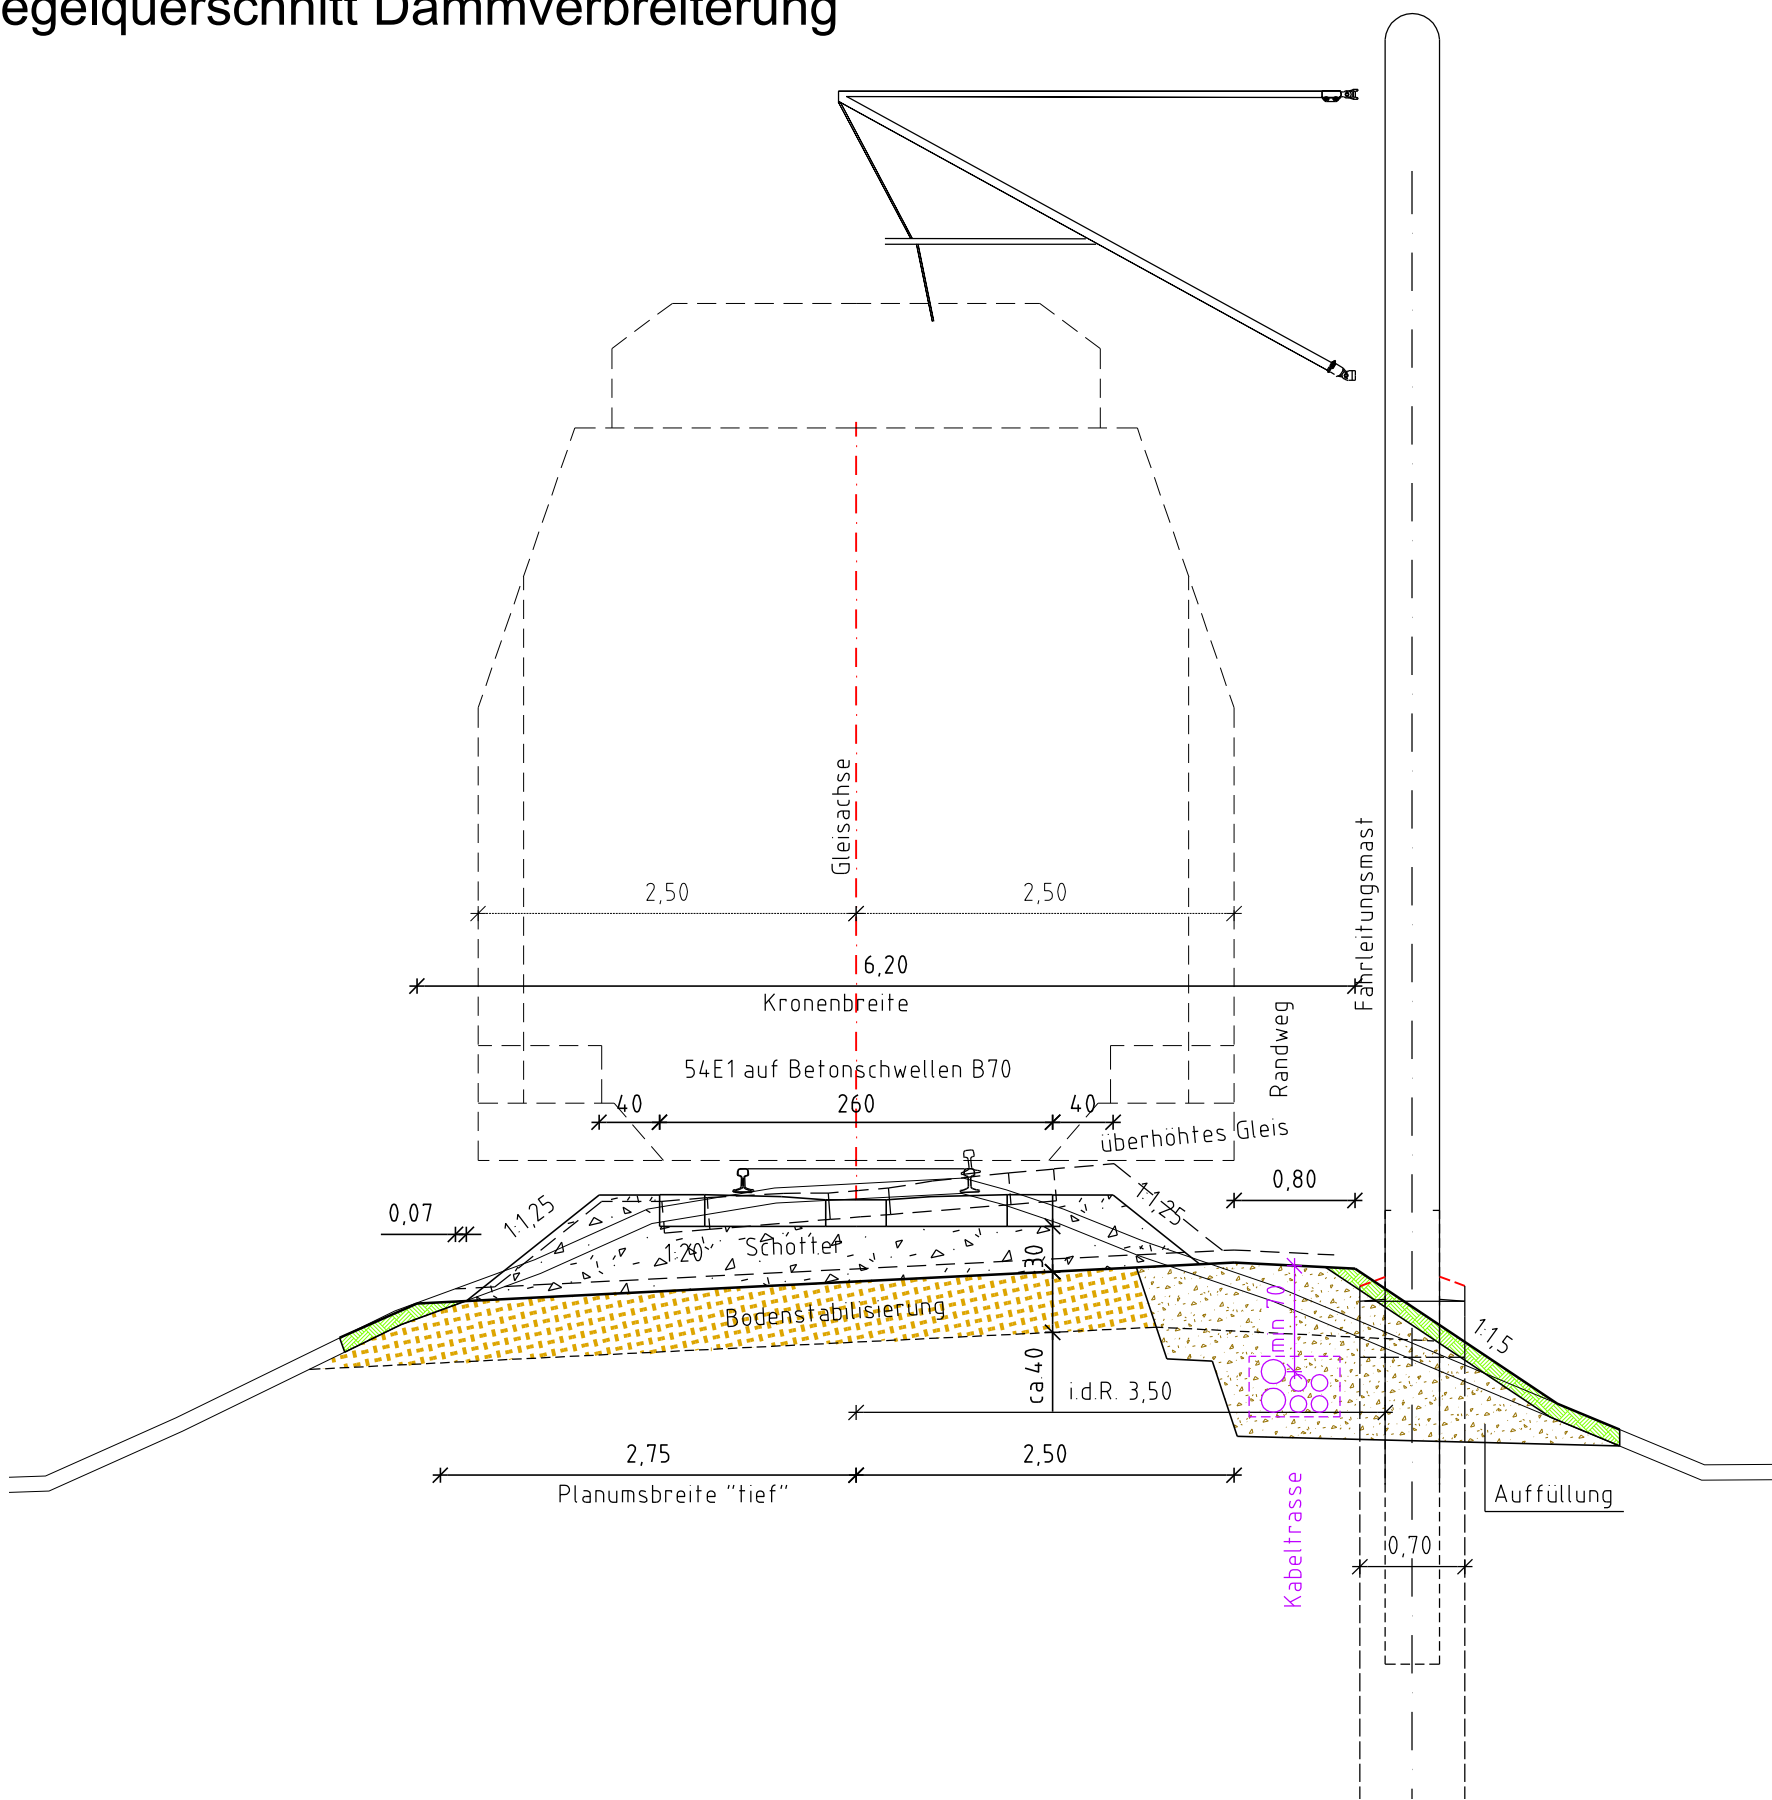 egelquerschnitt Dammverbreiterung
Gleisachse
2,50
2,50
Fahrleitungsmast
6,20
Kronenbreite
Randweg
54E1 auf Betonschwellen B70
40
260
40
überhöhtes Gleis
0,80
0,07
1:1,25
1:1,25
Schotter
1:20
30
min 70
Bodenstabilisierung
1:1,5
ca.40
i.d.R. 3,50
2,75
2,50
Planumsbreite "tief"
Kabeltrasse
Auffüllung
0,70